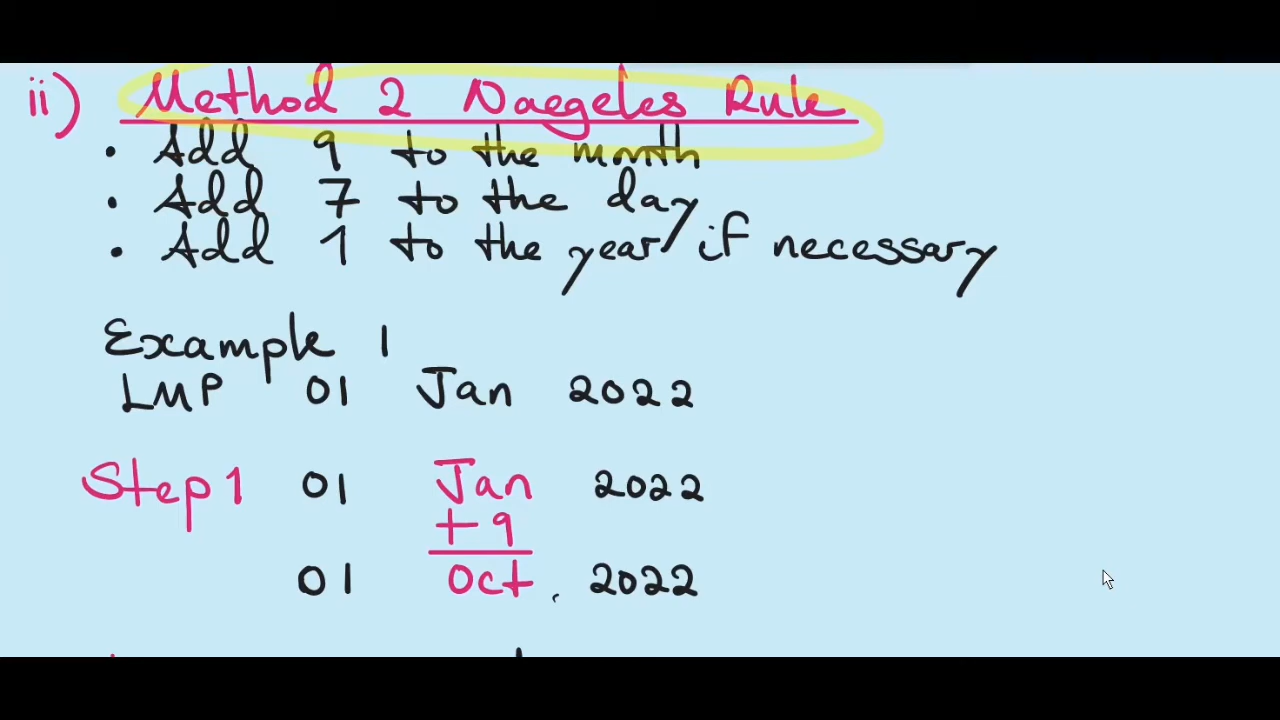 ii) Method 2 Naegeles Rule
• Add 9 to the month
• Add 7 to the day
• Add 1 to the year if necessary
Example 1
LMP 01 Jan 2022
Step 1 01 Jan 2022
+ 9
01 Oct. 2022